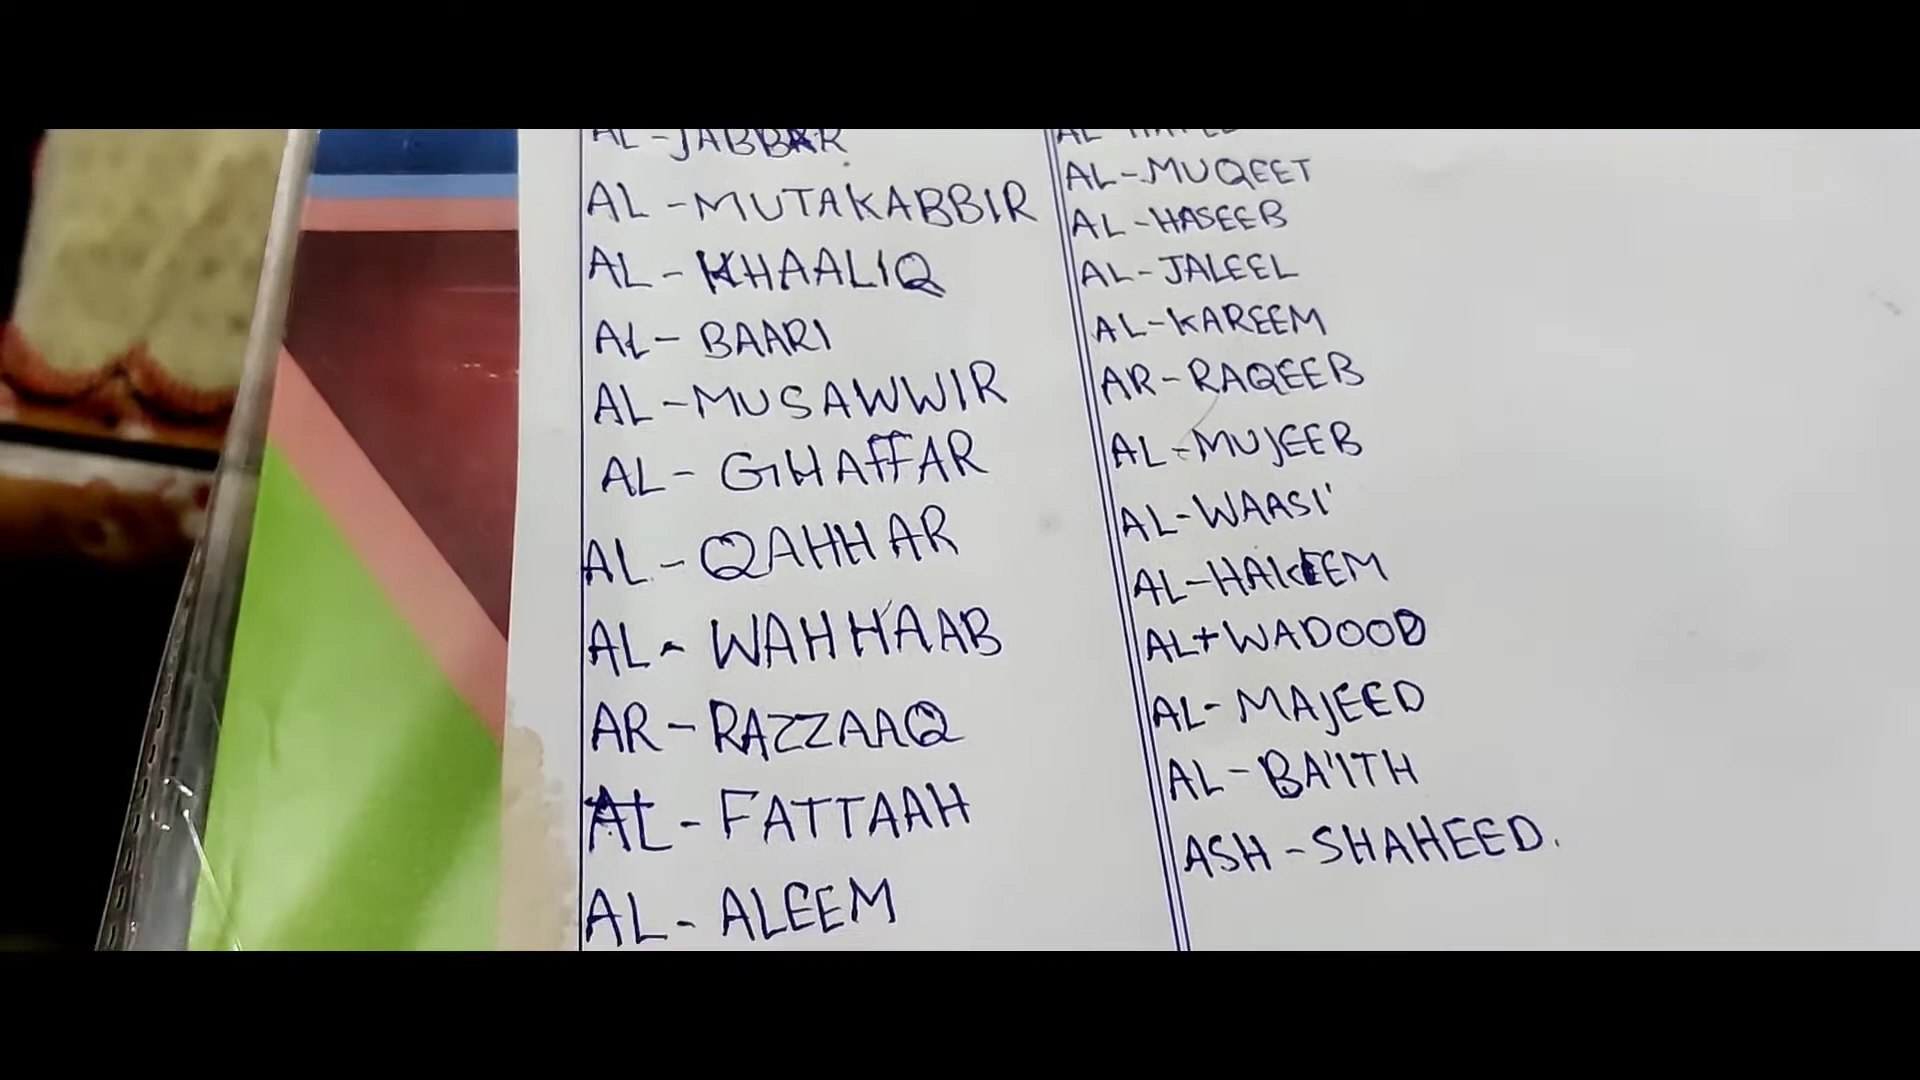 AL-JABBAR
AL-MUTAKABBIR
AL-KHAALIQ
AL-BAARI
AL-MUSAWWIR
AL-GHAFFAR
AL-QAHHAR
AL-WAHHAAB
AR-RAZZAAQ
AL-FATTAAH
AL-ALEEM
AL-MUQEET
AL-HASEEB
AL-JALEEL
AL-KAREEM
AR-RAQEEB
AL-MUJEEB
AL-WAASI'
AL-HAKEEM
AL-WADOOD
AL-MAJEED
AL-BA'ITH
ASH-SHAHEED.